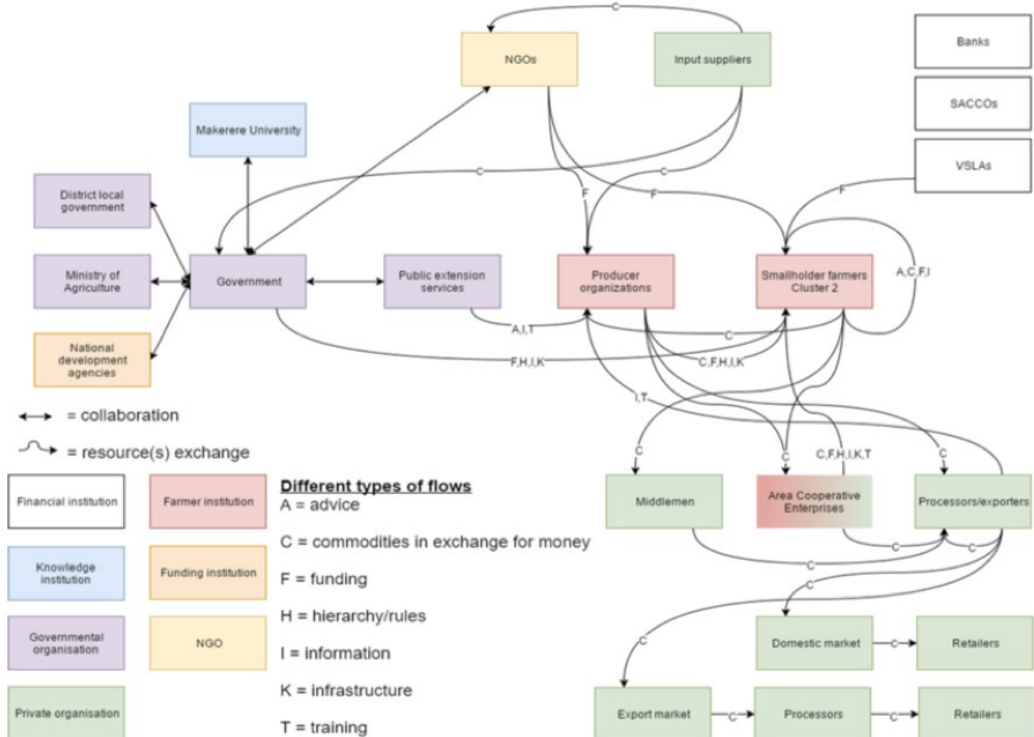 C
NGOs
Input suppliers
Banks
SACCOs
VSLAs
Makerere University
C
C
F
F
F
District local
government
Ministry of
Agriculture
National
development
agencies
Government
Public extension
services
Producer
organizations
Smallholder farmers
Cluster 2
A,C,F,I
A,I,T
C
F,H,I,K
C,F,H,I,K
I,T
C
C
C,F,H,I,K,T
C
Middlemen
Area Cooperative
Enterprises
Processors/exporters
C
C
C
C
C
Domestic market
C
Retailers
Export market
C
Processors
C
Retailers
= collaboration
= resource(s) exchange
Financial institution
Farmer institution
Knowledge
institution
Funding institution
Governmental
organisation
NGO
Private organisation
Different types of flows
A = advice
C = commodities in exchange for money
F = funding
H = hierarchy/rules
I = information
K = infrastructure
T = training